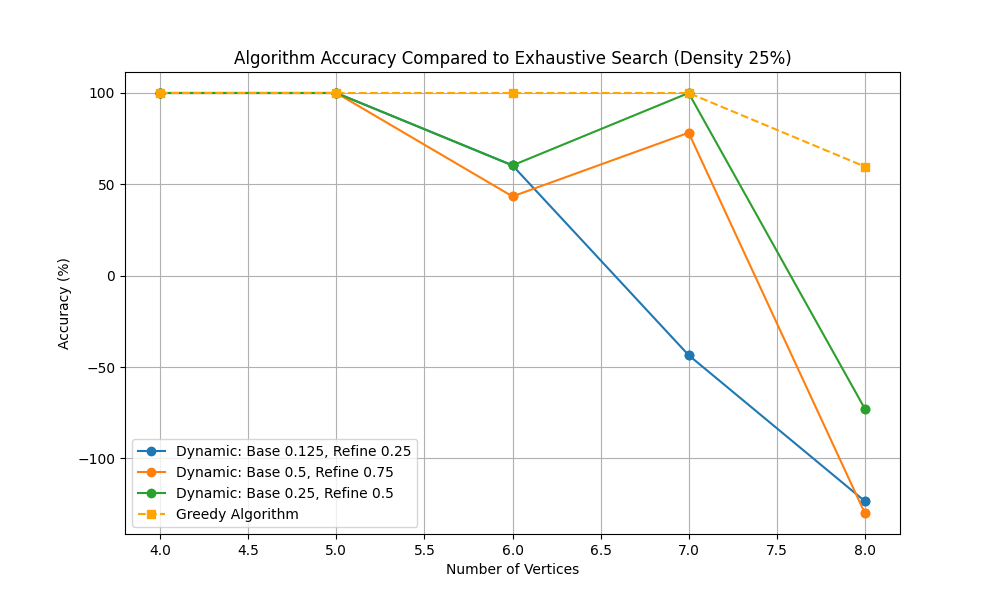 Algorithm Accuracy Compared to Exhaustive Search (Density 25%)
Accuracy (%)
100
50
0
−50
−100
Dynamic: Base 0.125, Refine 0.25
Dynamic: Base 0.5, Refine 0.75
Dynamic: Base 0.25, Refine 0.5
Greedy Algorithm
4.0 4.5 5.0 5.5 6.0 6.5 7.0 7.5 8.0
Number of Vertices